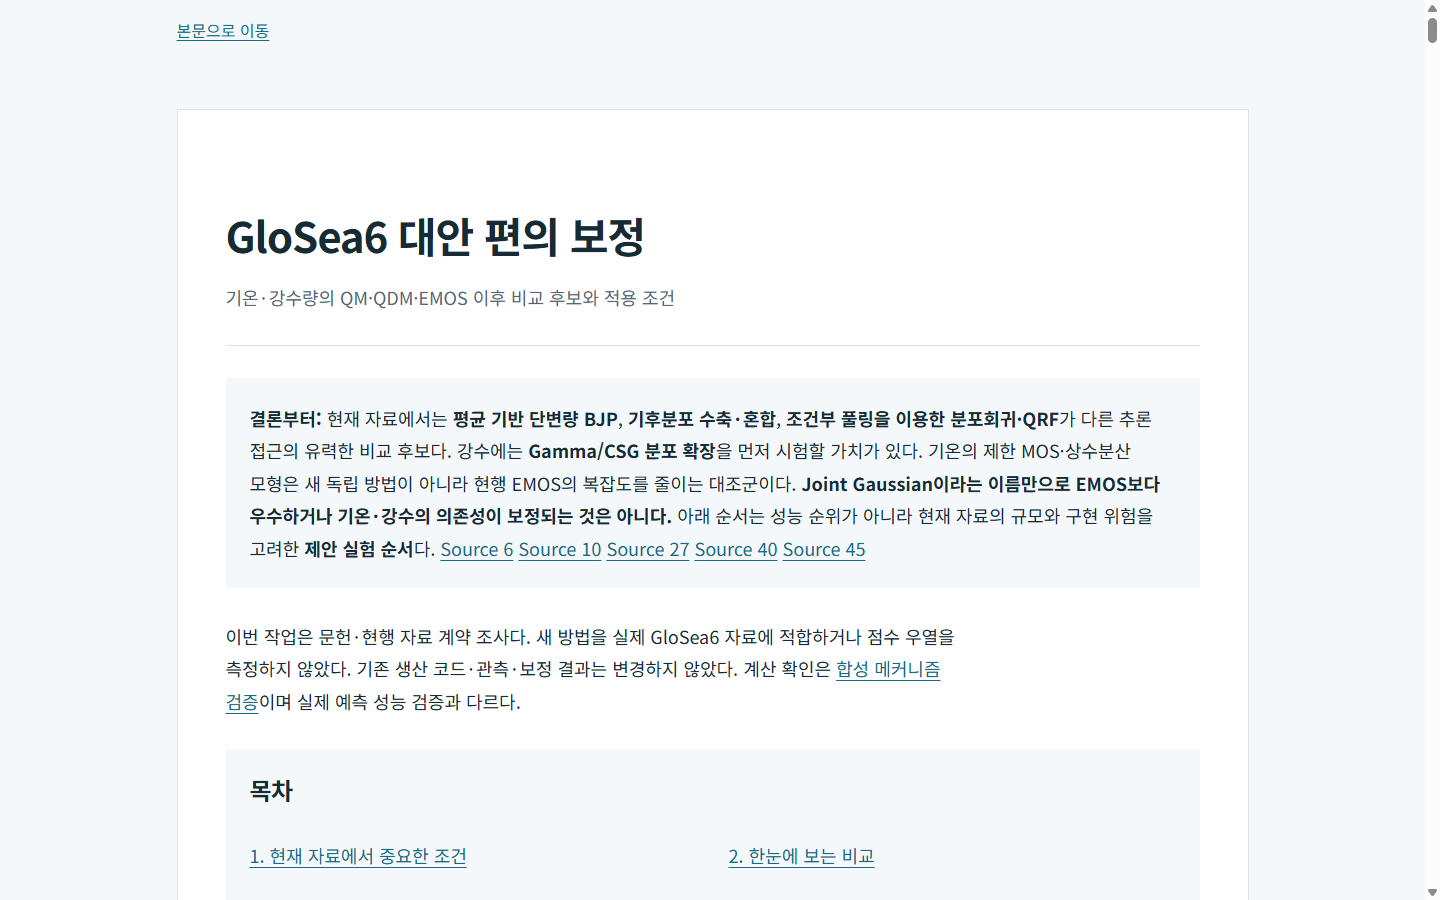 본문으로 이동
GloSea6 대안 편의 보정
기온·강수량의 QM·QDM·EMOS 이후 비교 후보와 적용 조건
결론부터: 현재 자료에서는 평균 기반 단변량 BJP, 기후분포 수축·혼합, 조건부 풀링을 이용한 분포회귀·QRF가 다른 추론
접근의 유력한 비교 후보다. 강수에는 Gamma/CSG 분포 확장을 먼저 시험할 가치가 있다. 기온의 제한 MOS·상수분산
모형은 새 독립 방법이 아니라 현행 EMOS의 복잡도를 줄이는 대조군이다. Joint Gaussian이라는 이름만으로 EMOS보다
우수하거나 기온·강수의 의존성이 보정되는 것은 아니다. 아래 순서는 성능 순위가 아니라 현재 자료의 규모와 구현 위험을
고려한 제안 실험 순서다. Source 6 Source 10 Source 27 Source 40 Source 45
이번 작업은 문헌·현행 자료 계약 조사다. 새 방법을 실제 GloSea6 자료에 적합하거나 점수 우열을
측정하지 않았다. 기존 생산 코드·관측·보정 결과는 변경하지 않았다. 계산 확인은 합성 메커니즘
검증이며 실제 예측 성능 검증과 다르다.
목차
1. 현재 자료에서 중요한 조건
2. 한눈에 보는 비교